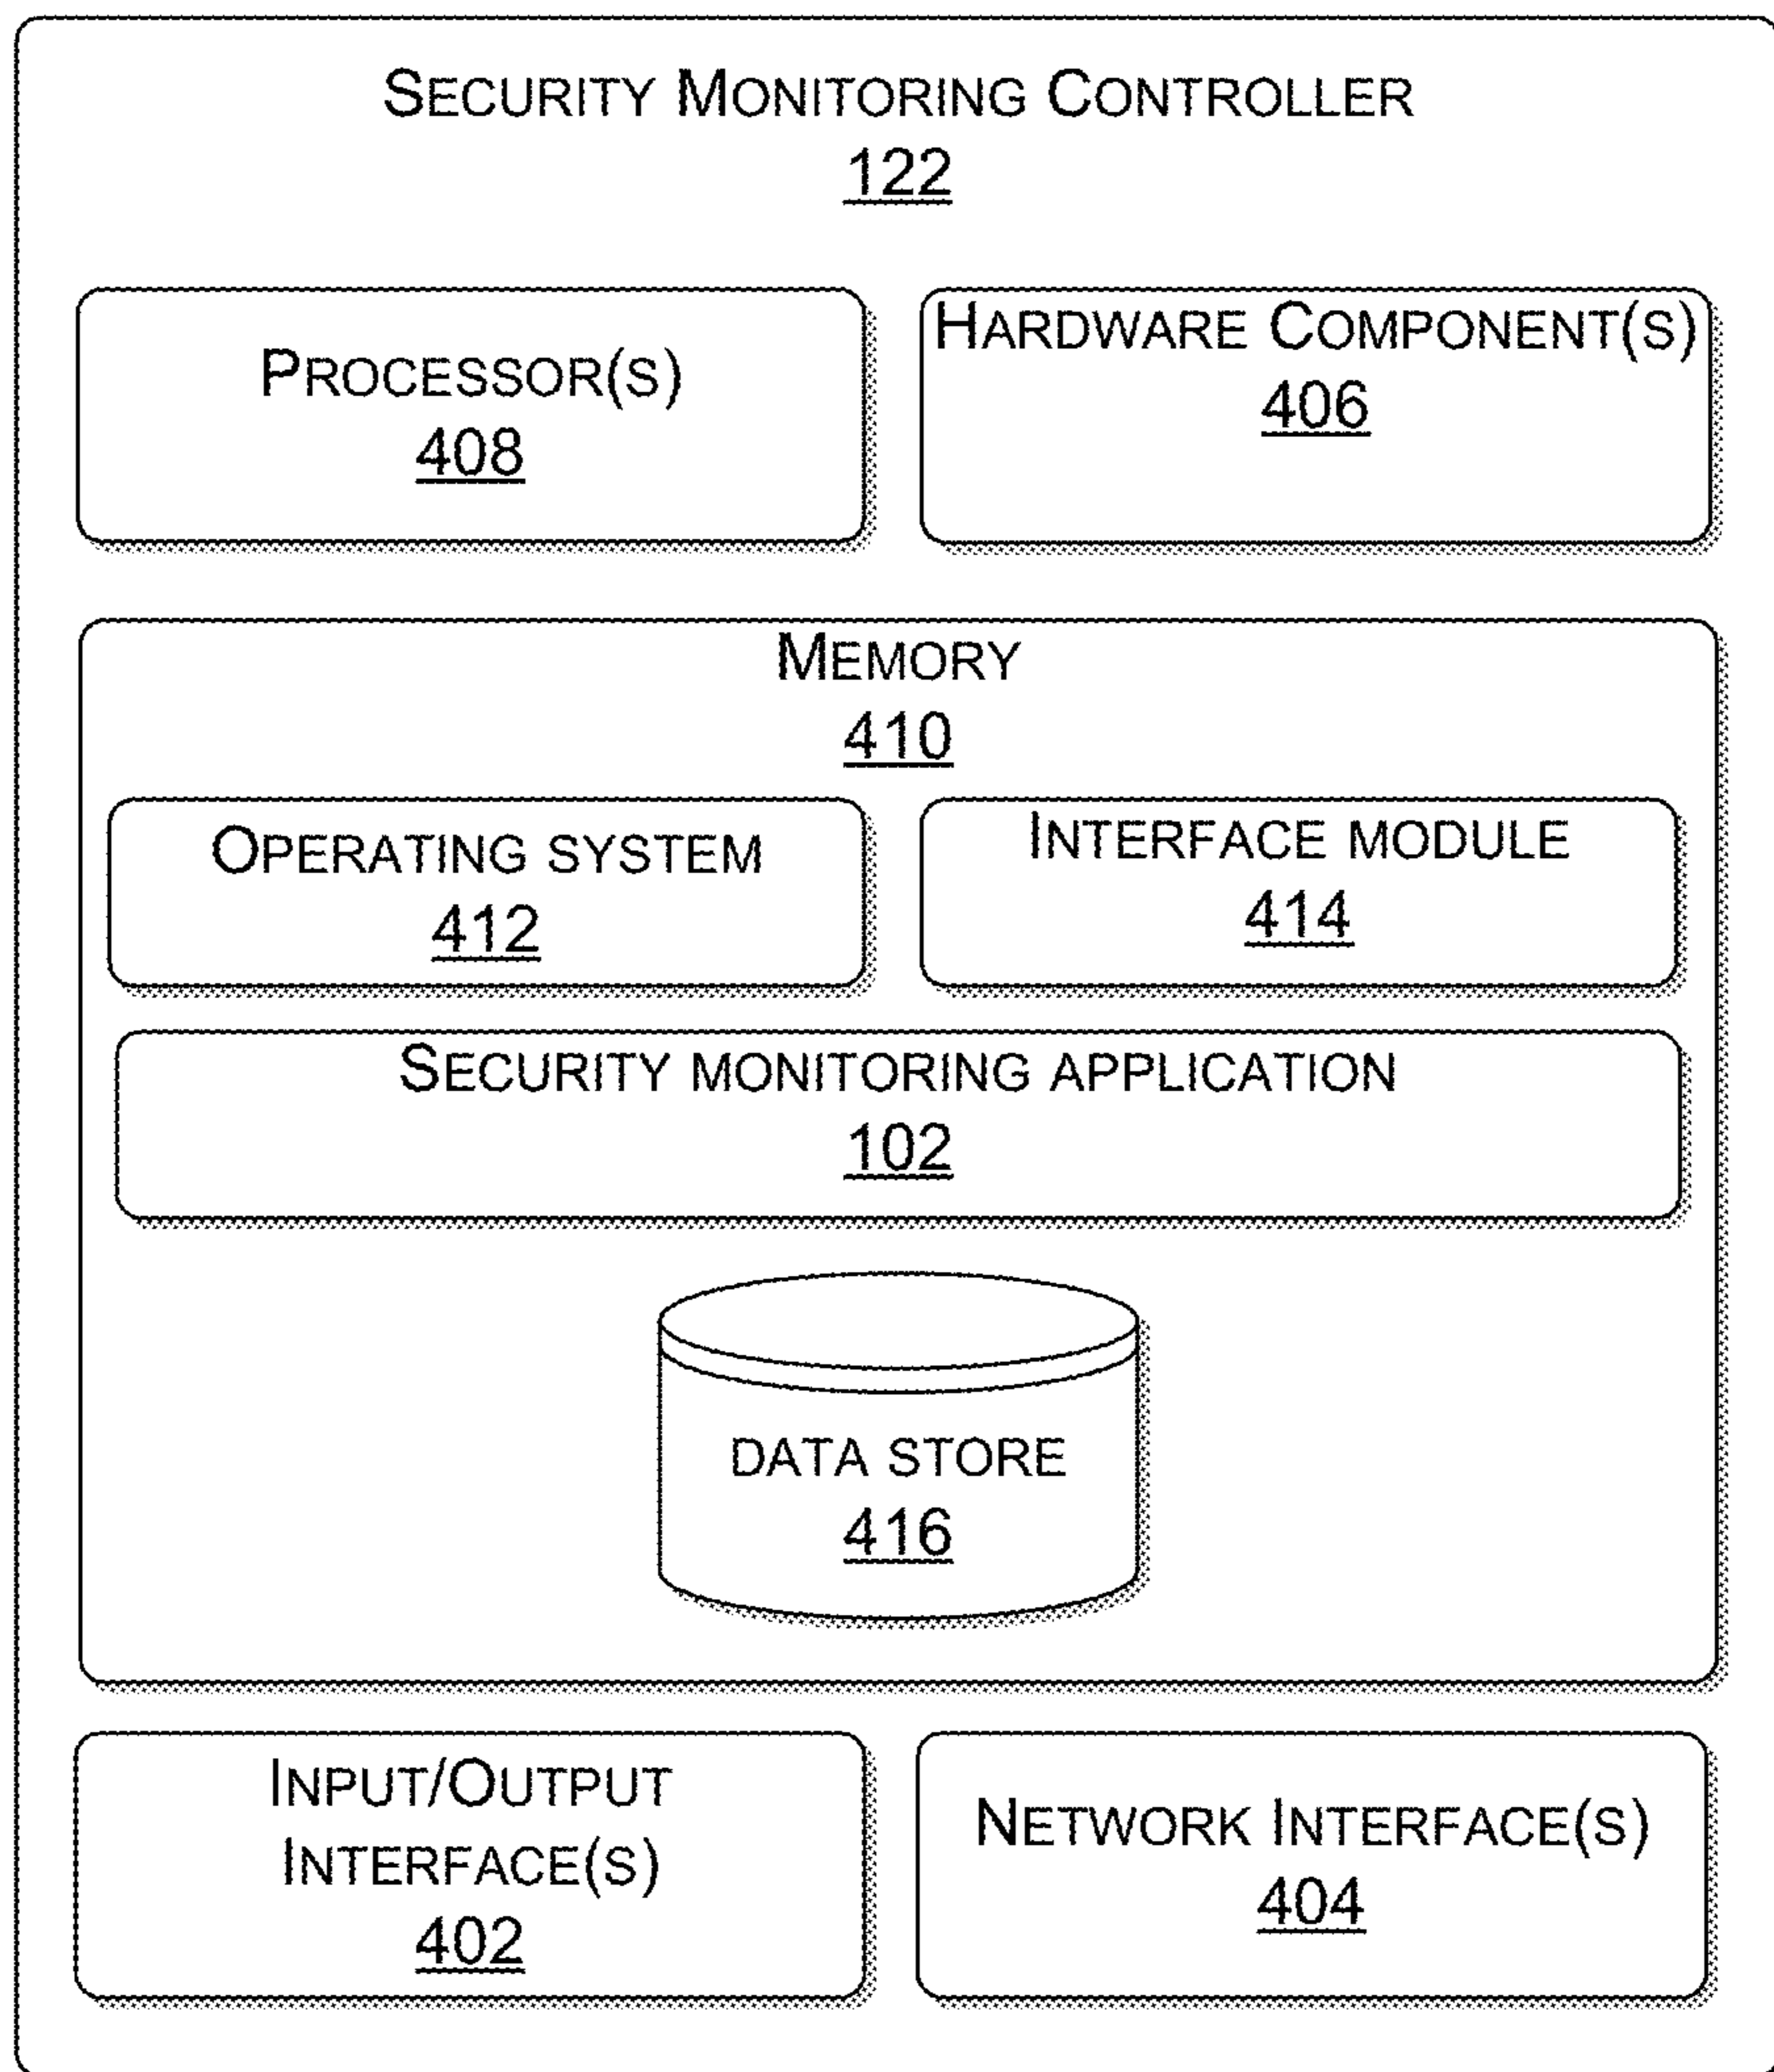 SECURITY MONITORING CONTROLLER
122
PROCESSOR(S)
408
HARDWARE COMPONENT(S)
406
MEMORY
410
OPERATING SYSTEM
412
INTERFACE MODULE
414
SECURITY MONITORING APPLICATION
102
DATA STORE
416
INPUT/OUTPUT
INTERFACE(S)
402
NETWORK INTERFACE(S)
404